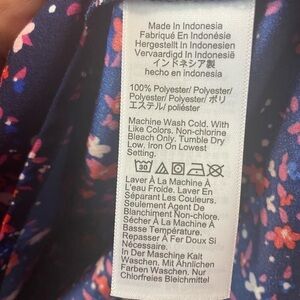 Made In Indonesia
Fabriqué En Indonésie
Hergestellt In Indonesien
Vervaardigd In Indonesië
インドネシア製
hecho en indonesia
100% Polyester/ Polyester/
Polyester/ Polyester/ ポリ
エステル/ poliéster
Machine Wash Cold. With
Like Colors. Non-chlorine
Bleach Only. Tumble Dry
Low, Iron On Lowest
Setting.
30
Laver À La Machine À
L'eau Froide. Laver En
Séparant Les Couleurs.
Seulement Agent De
Blanchiment Non-chlore.
Sécher À La Machine À
Basse Température.
Repasser À Fer Doux Si
Nécessaire.
In Der Maschine Kalt
Waschen. Mit Ähnlichen
Farben Waschen. Nur
Chlorfreies Bleichmittel